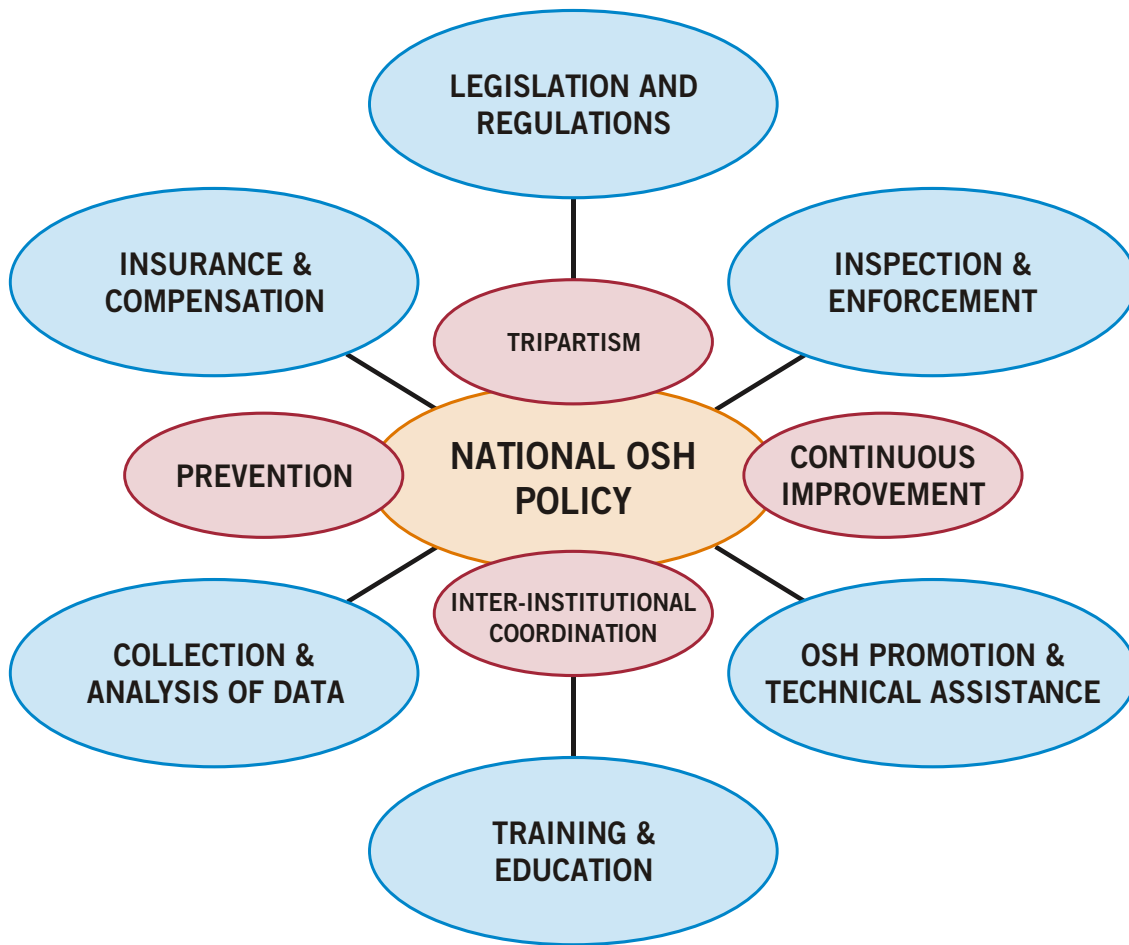 LEGISLATION AND
REGULATIONS
INSURANCE &
COMPENSATION
INSPECTION &
ENFORCEMENT
TRIPARTISM
PREVENTION
NATIONAL OSH
POLICY
CONTINUOUS
IMPROVEMENT
INTER-INSTITUTIONAL
COORDINATION
COLLECTION &
ANALYSIS OF DATA
OSH PROMOTION &
TECHNICAL ASSISTANCE
TRAINING &
EDUCATION